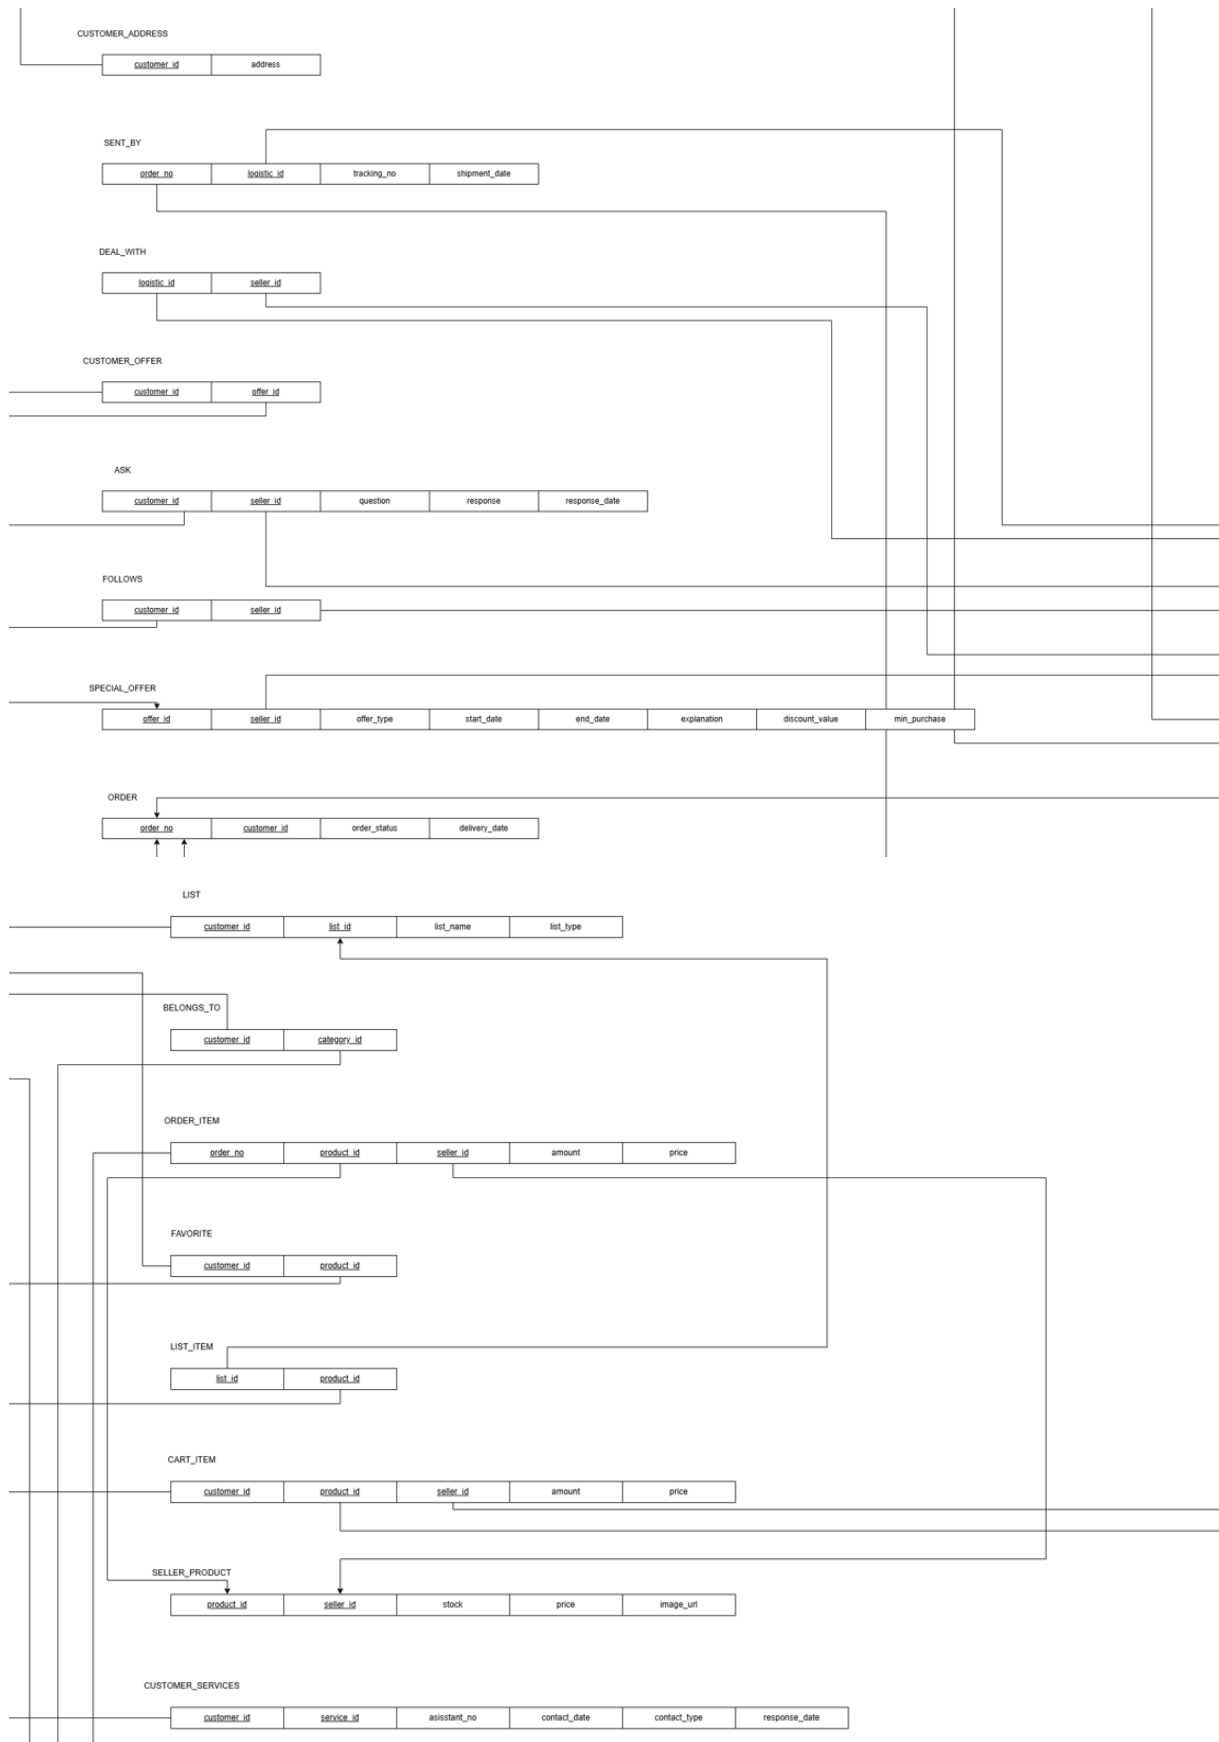 CUSTOMER_ADDRESS
customer_id address
SENT_BY
order_no logistic_id tracking_no shipment_date
DEAL_WITH
logistic_id seller_id
CUSTOMER_OFFER
customer_id offer_id
ASK
customer_id seller_id question response response_date
FOLLOWS
customer_id seller_id
SPECIAL_OFFER
offer_id seller_id offer_type start_date end_date explanation discount_value min_purchase
ORDER
order_no customer_id order_status delivery_date
LIST
customer_id list_id list_name list_type
BELONGS_TO
customer_id category_id
ORDER_ITEM
order_no product_id seller_id amount price
FAVORITE
customer_id product_id
LIST_ITEM
list_id product_id
CART_ITEM
customer_id product_id seller_id amount price
SELLER_PRODUCT
product_id seller_id stock price image_url
CUSTOMER_SERVICES
customer_id service_id asisstant_no contact_date contact_type response_date